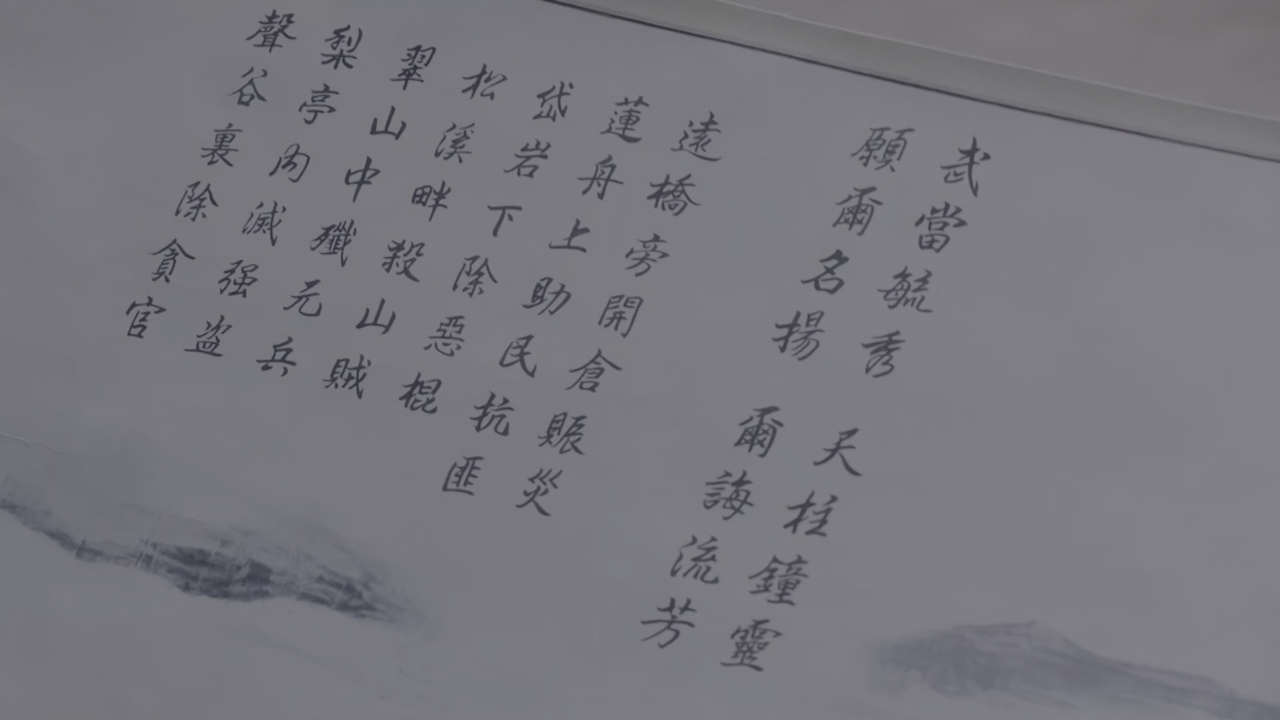 武當毓秀 天柱鐘靈
願爾名揚 爾誨流芳
遠橋旁開倉賑災
蓮舟上助民抗匪
岱岩下除惡棍
松溪畔殺山賊
翠山中殲元兵
梨亭内滅强盗
聲谷裏除貪官